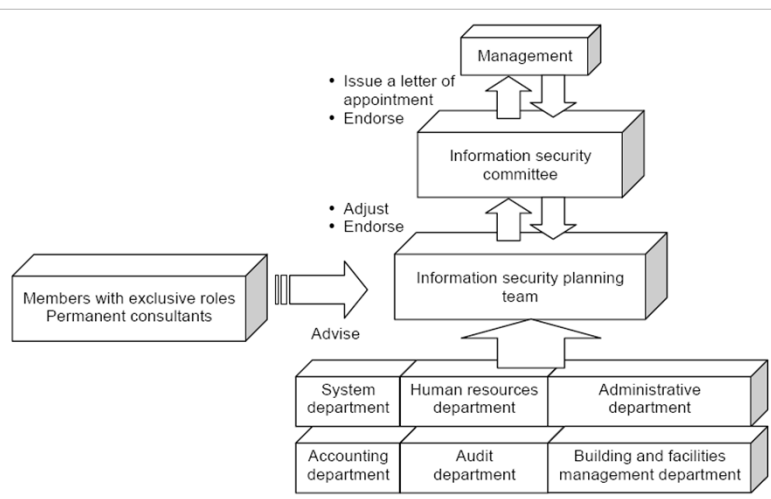 Management
• Issue a letter of
appointment
• Endorse
Information security
committee
• Adjust
• Endorse
Information security planning
team
Members with exclusive roles
Permanent consultants
Advise
System
department
Human resources
department
Administrative
department
Accounting
department
Audit
department
Building and facilities
management department